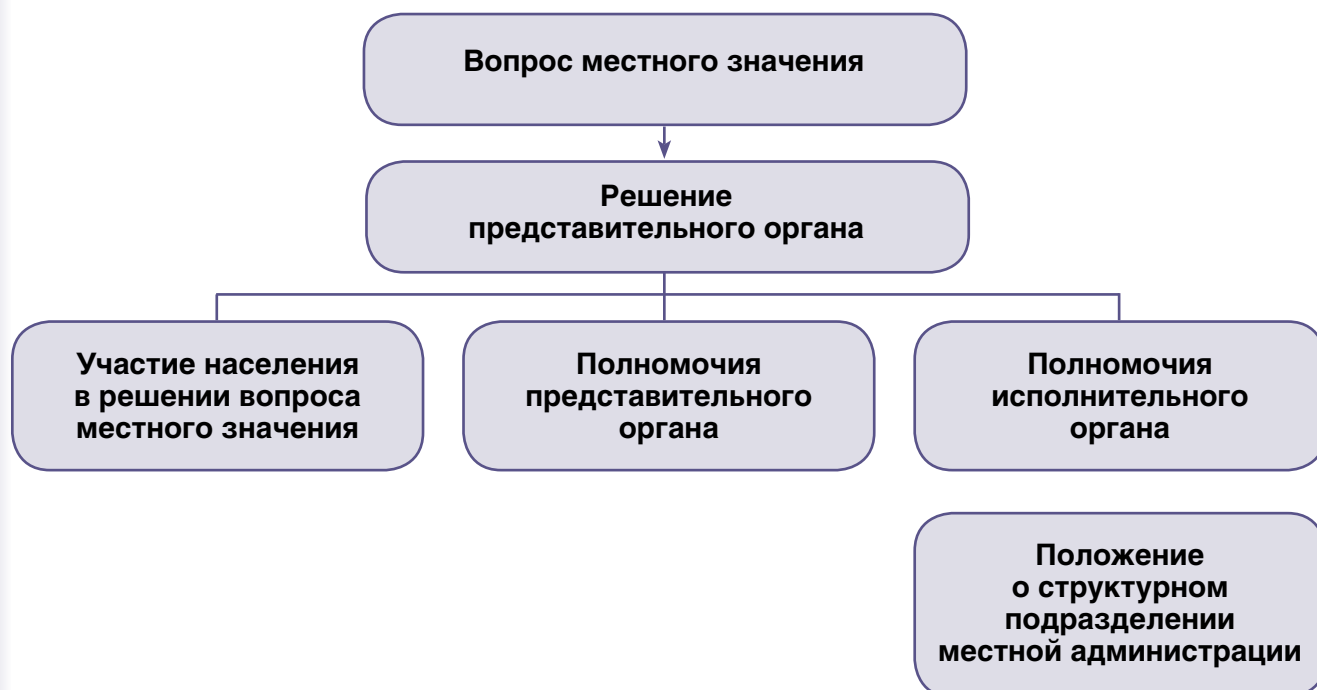 Вопрос местного значения
Решение
представительного органа
Участие населения
в решении вопроса
местного значения
Полномочия
представительного
органа
Полномочия
исполнительного
органа
Положение
о структурном
подразделении
местной администрации